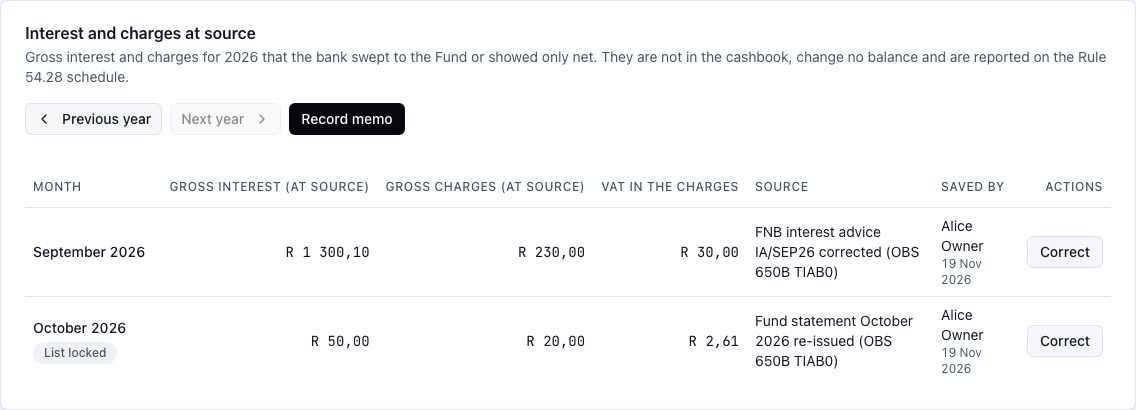 Interest and charges at source
Gross interest and charges for 2026 that the bank swept to the Fund or showed only net. They are not in the cashbook, change no balance and are reported on the Rule
54.28 schedule.
Previous year
Next year
Record memo
MONTH
GROSS INTEREST (AT SOURCE)
GROSS CHARGES (AT SOURCE)
VAT IN THE CHARGES
SOURCE
SAVED BY
ACTIONS
September 2026
R 1 300,10
R 230,00
R 30,00
FNB interest advice
IA/SEP26 corrected (OBS
650B TIAB0)
Alice
Owner
19 Nov
2026
Correct
October 2026
List locked
R 50,00
R 20,00
R 2,61
Fund statement October
2026 re-issued (OBS
650B TIAB0)
Alice
Owner
19 Nov
2026
Correct